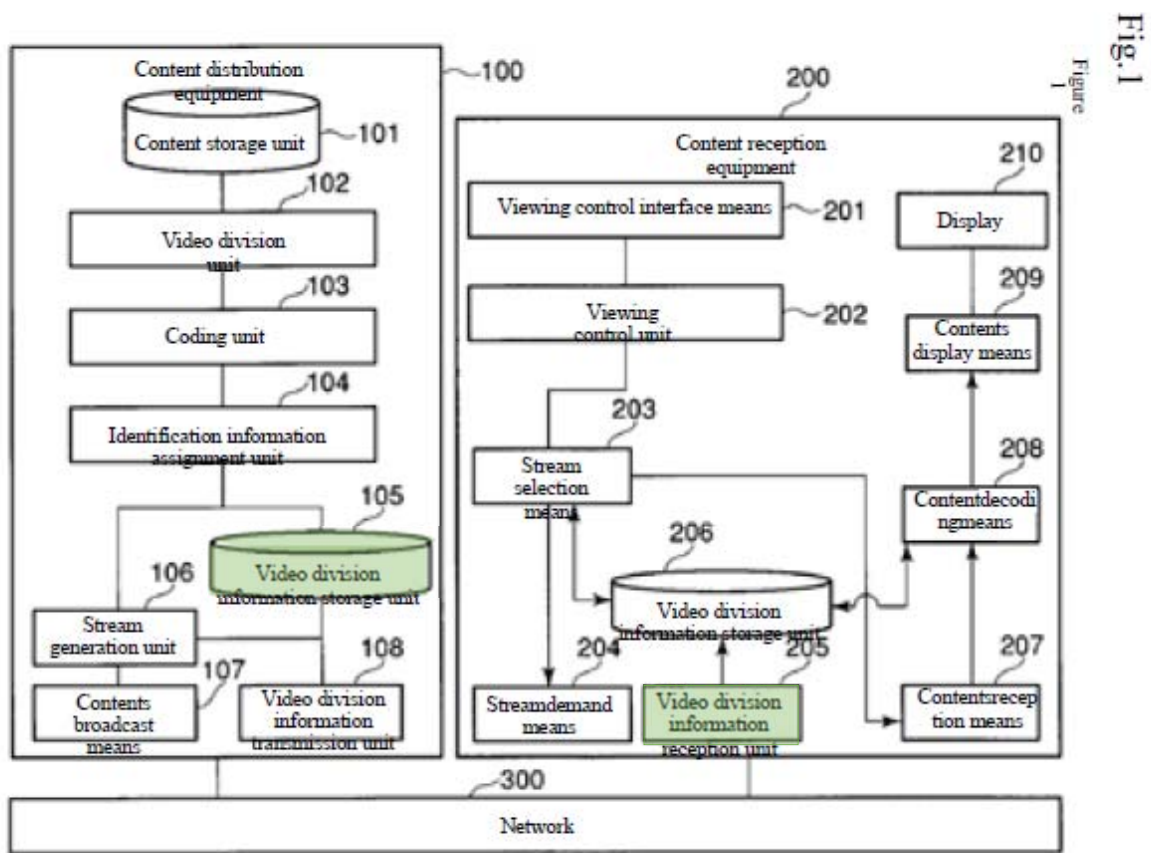 Fig.1
Figure
1
Content distribution
equipment
100
Content storage unit
101
102
Video division
unit
103
Coding unit
104
Identification information
assignment unit
105
Video division
information storage unit
106
Stream
generation unit
107
Contents
broadcast
means
108
Video division
information
transmission unit
200
Content reception
equipment
Viewing control interface means
201
Viewing
control unit
202
203
Stream
selection
means
204
Streamdemand
means
205
Video division
information
reception unit
206
Video division
information storage unit
207
Contentsrecep
tion means
208
Contentdecodi
ngmeans
209
Contents
display means
210
Display
300
Network